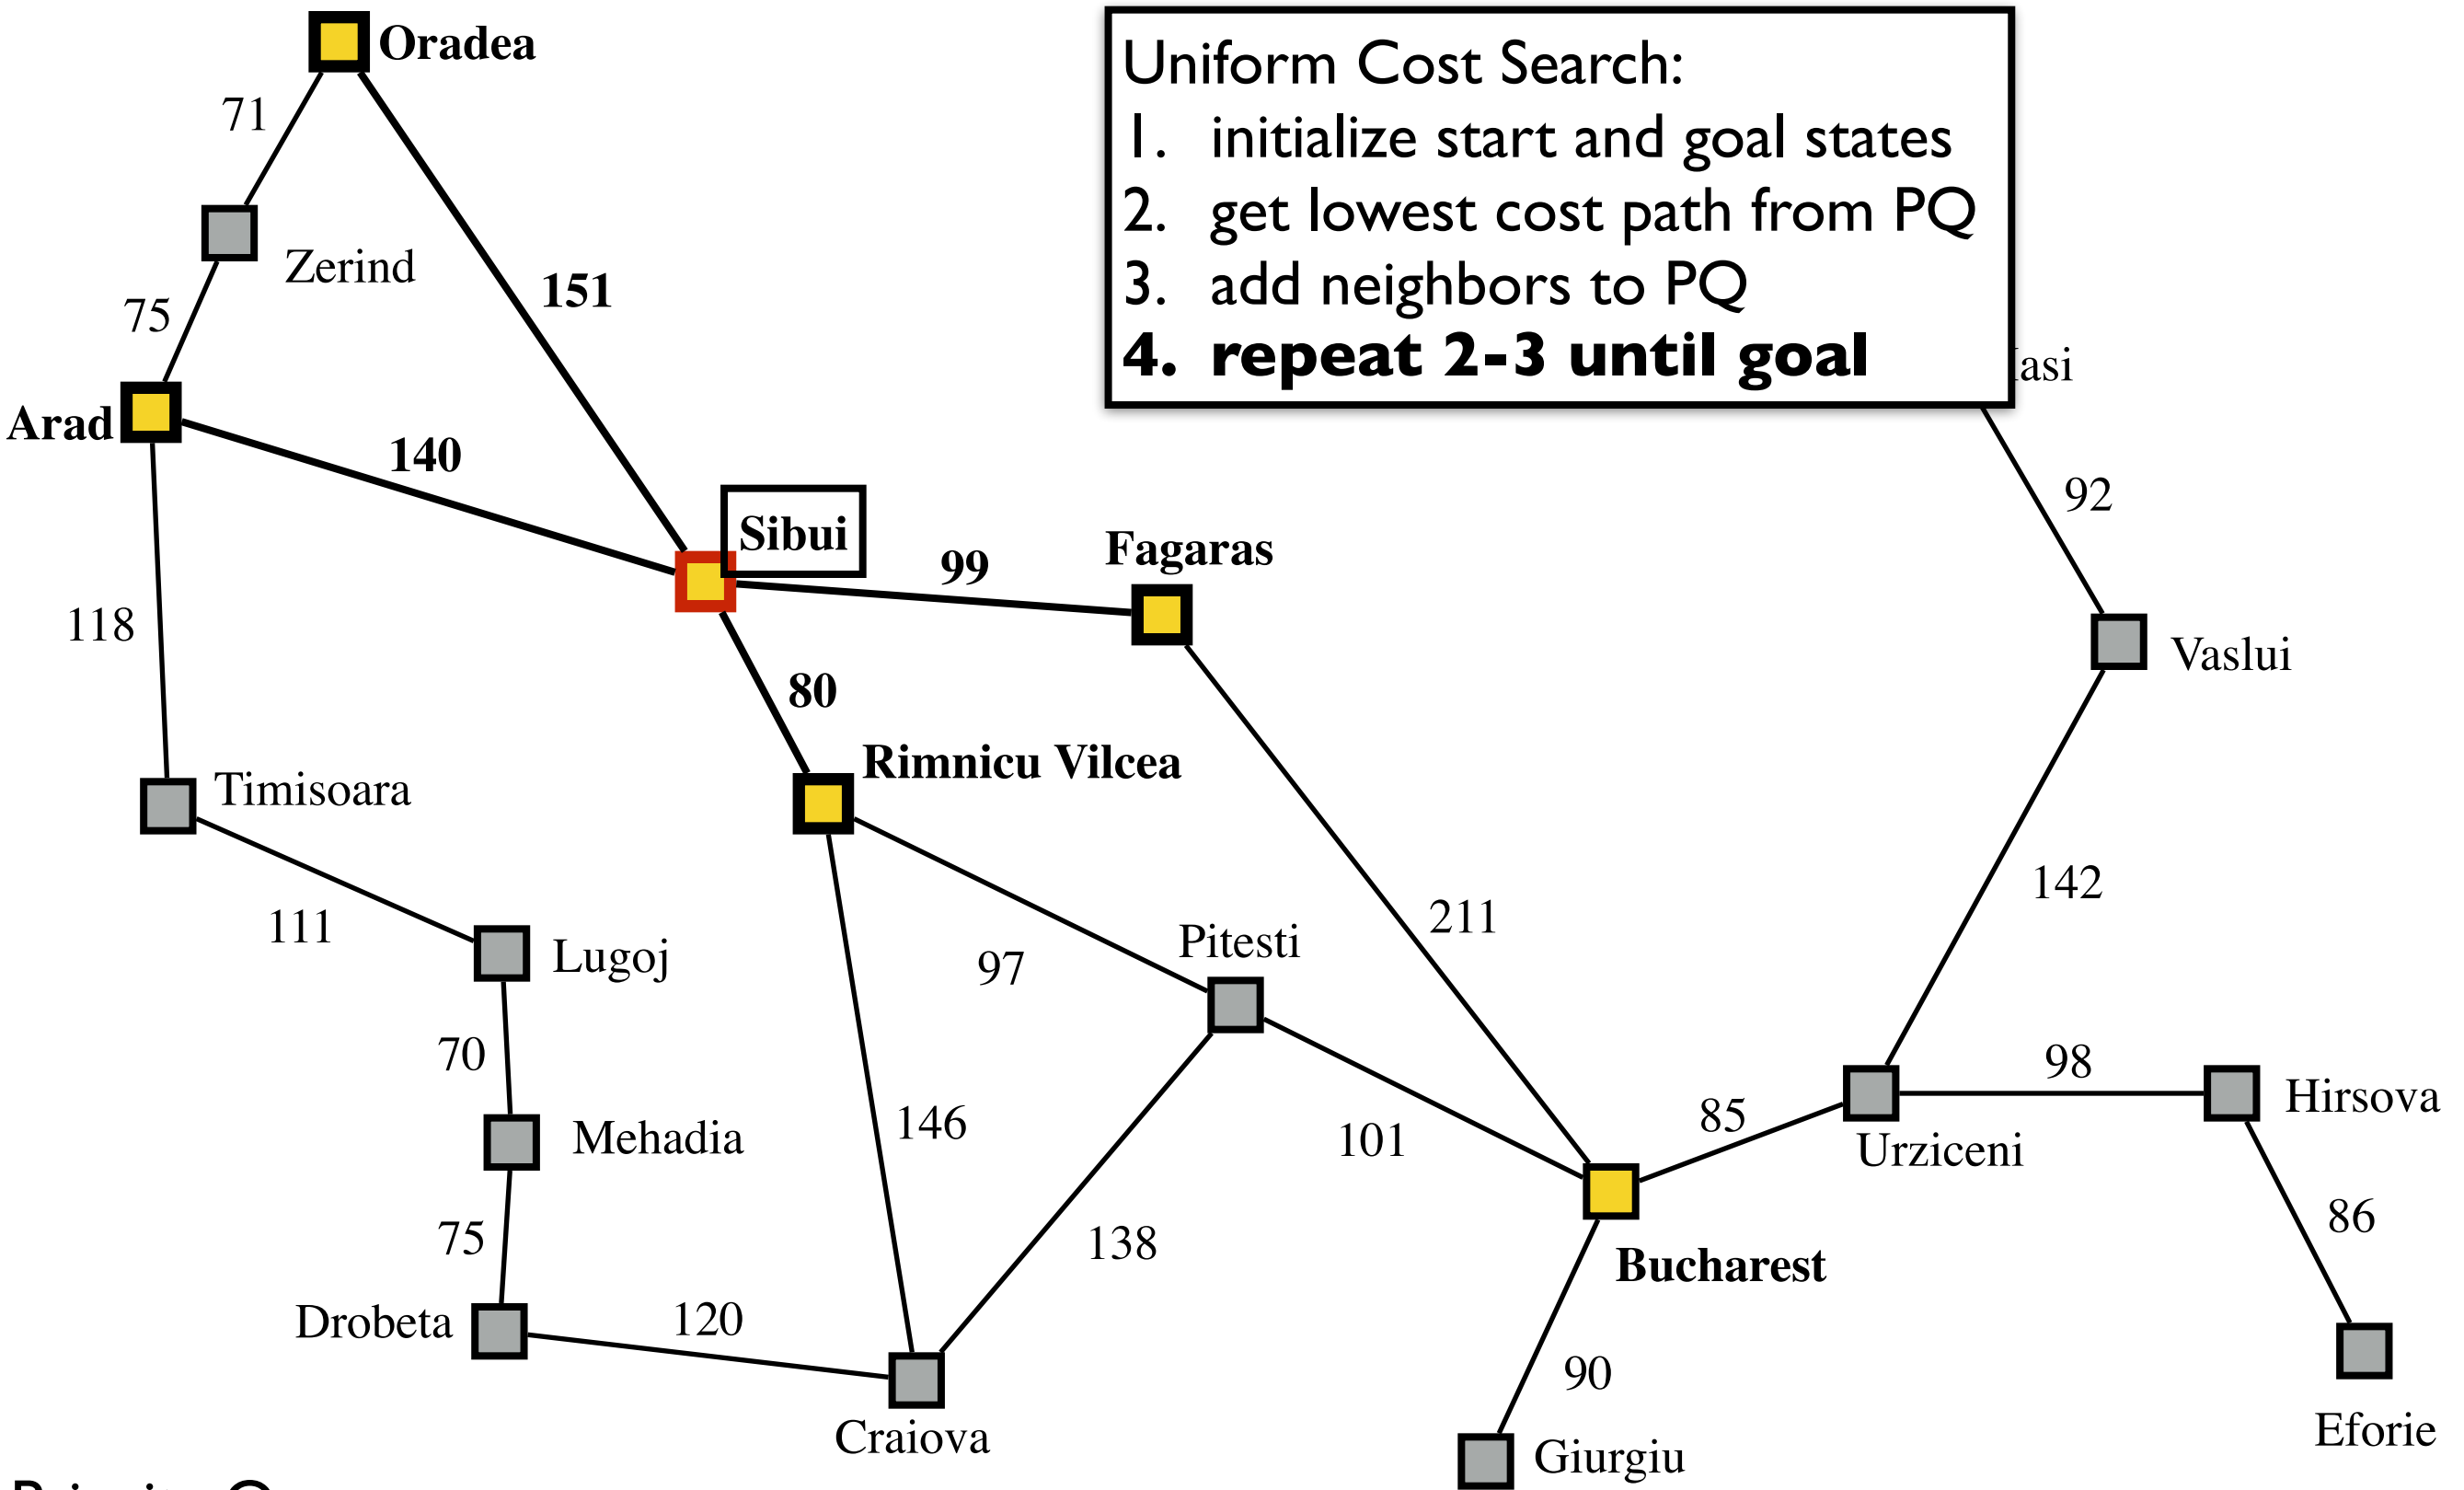 Oradea
Uniform Cost Search:
1. initialize start and goal states
2. get lowest cost path from PQ
3. add neighbors to PQ
4. repeat 2-3 until goal
71
Zerind
151
75
Iasi
Arad
140
92
Sibui
Fagaras
99
118
Vaslui
80
Rimnicu Vilcea
Timisoara
142
211
111
Pitesti
Lugoj
97
70
98
Hirsova
85
146
Mehadia
101
Urziceni
86
75
138
Bucharest
Drobeta
120
90
Craiova
Eforie
Giurgiu